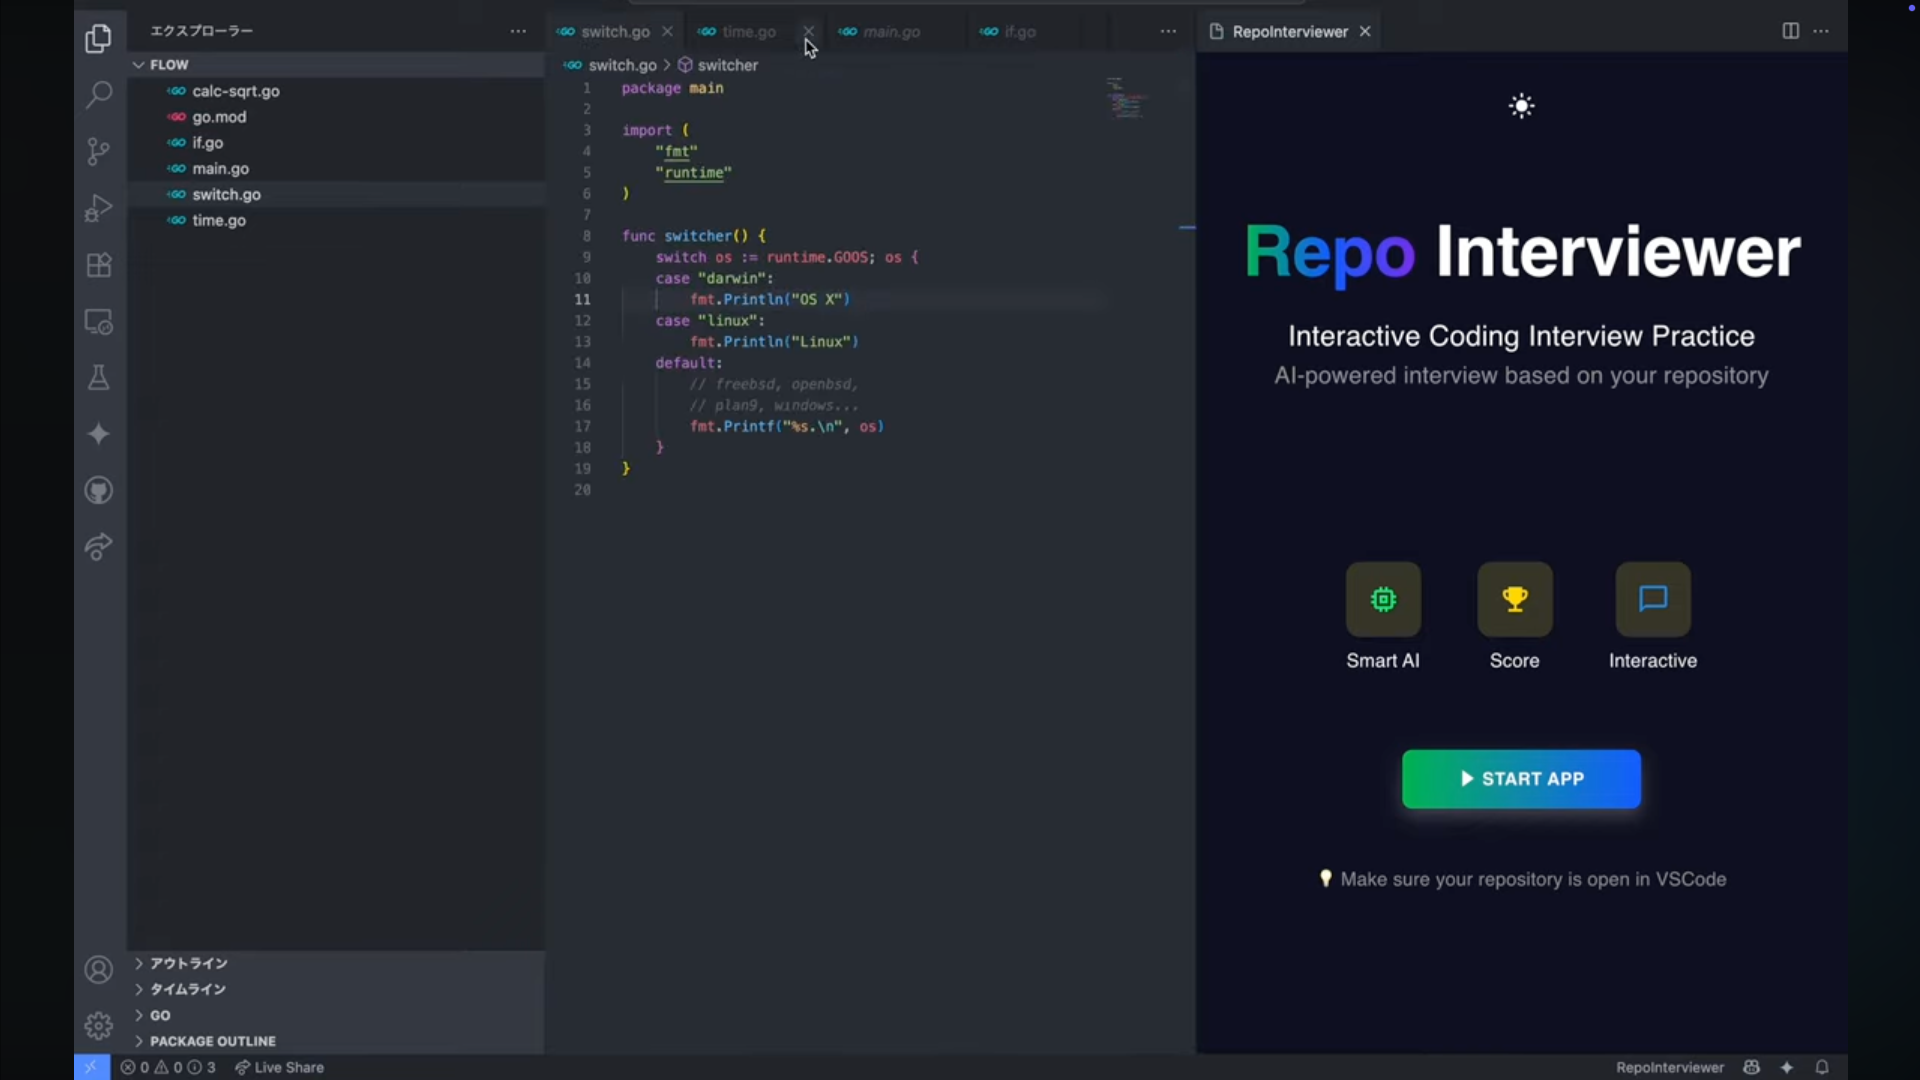 エクスプローラー
FLOW
calc-sqrt.go
go.mod
if.go
main.go
switch.go
time.go
アウトライン
タイムライン
GO
PACKAGE OUTLINE
switch.go
time.go
main.go
if.go
switch.go > switcher
1 package main
2
3 import (
4 "fmt"
5 "runtime"
6 )
7
8 func switcher() {
9 switch os := runtime.GOOS; os {
10 case "darwin":
11 fmt.Println("OS X")
12 case "linux":
13 fmt.Println("Linux")
14 default:
15 // freebsd, openbsd,
16 // plan9, windows...
17 fmt.Printf("%s.\n", os)
18 }
19 }
20
RepoInterviewer
Repo Interviewer
Interactive Coding Interview Practice
AI-powered interview based on your repository
Smart AI
Score
Interactive
START APP
Make sure your repository is open in VSCode
0 0 3 Live Share
RepoInterviewer